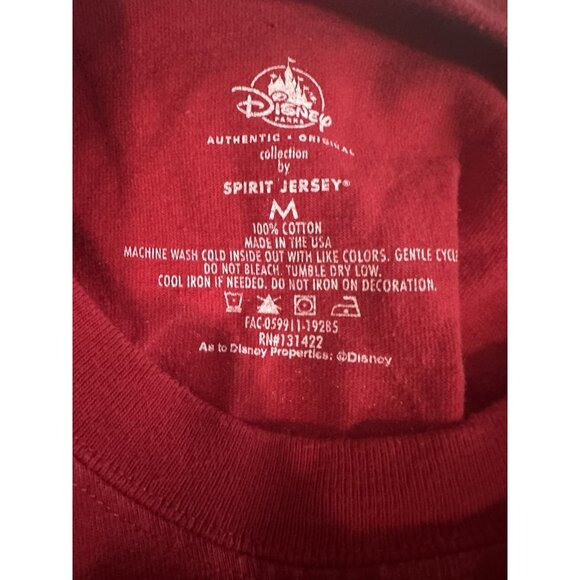 Disney
PARKS
AUTHENTIC • ORIGINAL
collection
by
SPIRIT JERSEY®
M
100% COTTON
MADE IN THE USA
MACHINE WASH COLD INSIDE OUT WITH LIKE COLORS. GENTLE CYCLE
DO NOT BLEACH. TUMBLE DRY LOW.
COOL IRON IF NEEDED. DO NOT IRON ON DECORATION.
FAC-059911-19285
RN#131422
As to Disney Properties: ©Disney